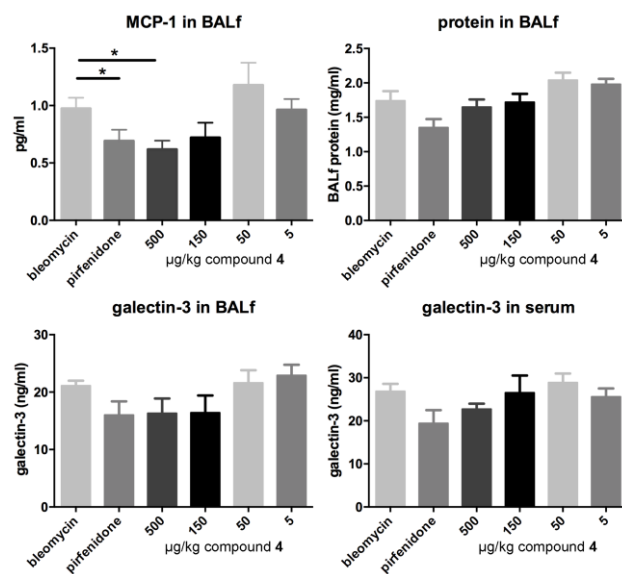 MCP-1 in BALf
*
*
pg/ml
1.5
1.0
0.5
0.0
bleomycin
pirfenidone
500
150
50
5
µg/kg compound 4
protein in BALf
BALf protein (mg/ml)
2.5
2.0
1.5
1.0
0.5
0.0
bleomycin
pirfenidone
500
150
50
5
µg/kg compound 4
galectin-3 in BALf
galectin-3 (ng/ml)
30
20
10
0
bleomycin
pirfenidone
500
150
50
5
µg/kg compound 4
galectin-3 in serum
galectin-3 (ng/ml)
40
30
20
10
0
bleomycin
pirfenidone
500
150
50
5
µg/kg compound 4